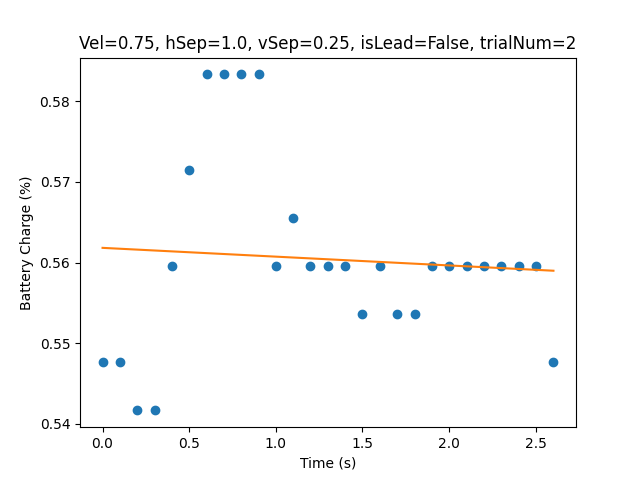 Vel=0.75, hSep=1.0, vSep=0.25, isLead=False, trialNum=2
Battery Charge (%)
0.58
0.57
0.56
0.55
0.54
0.0 0.5 1.0 1.5 2.0 2.5
Time (s)